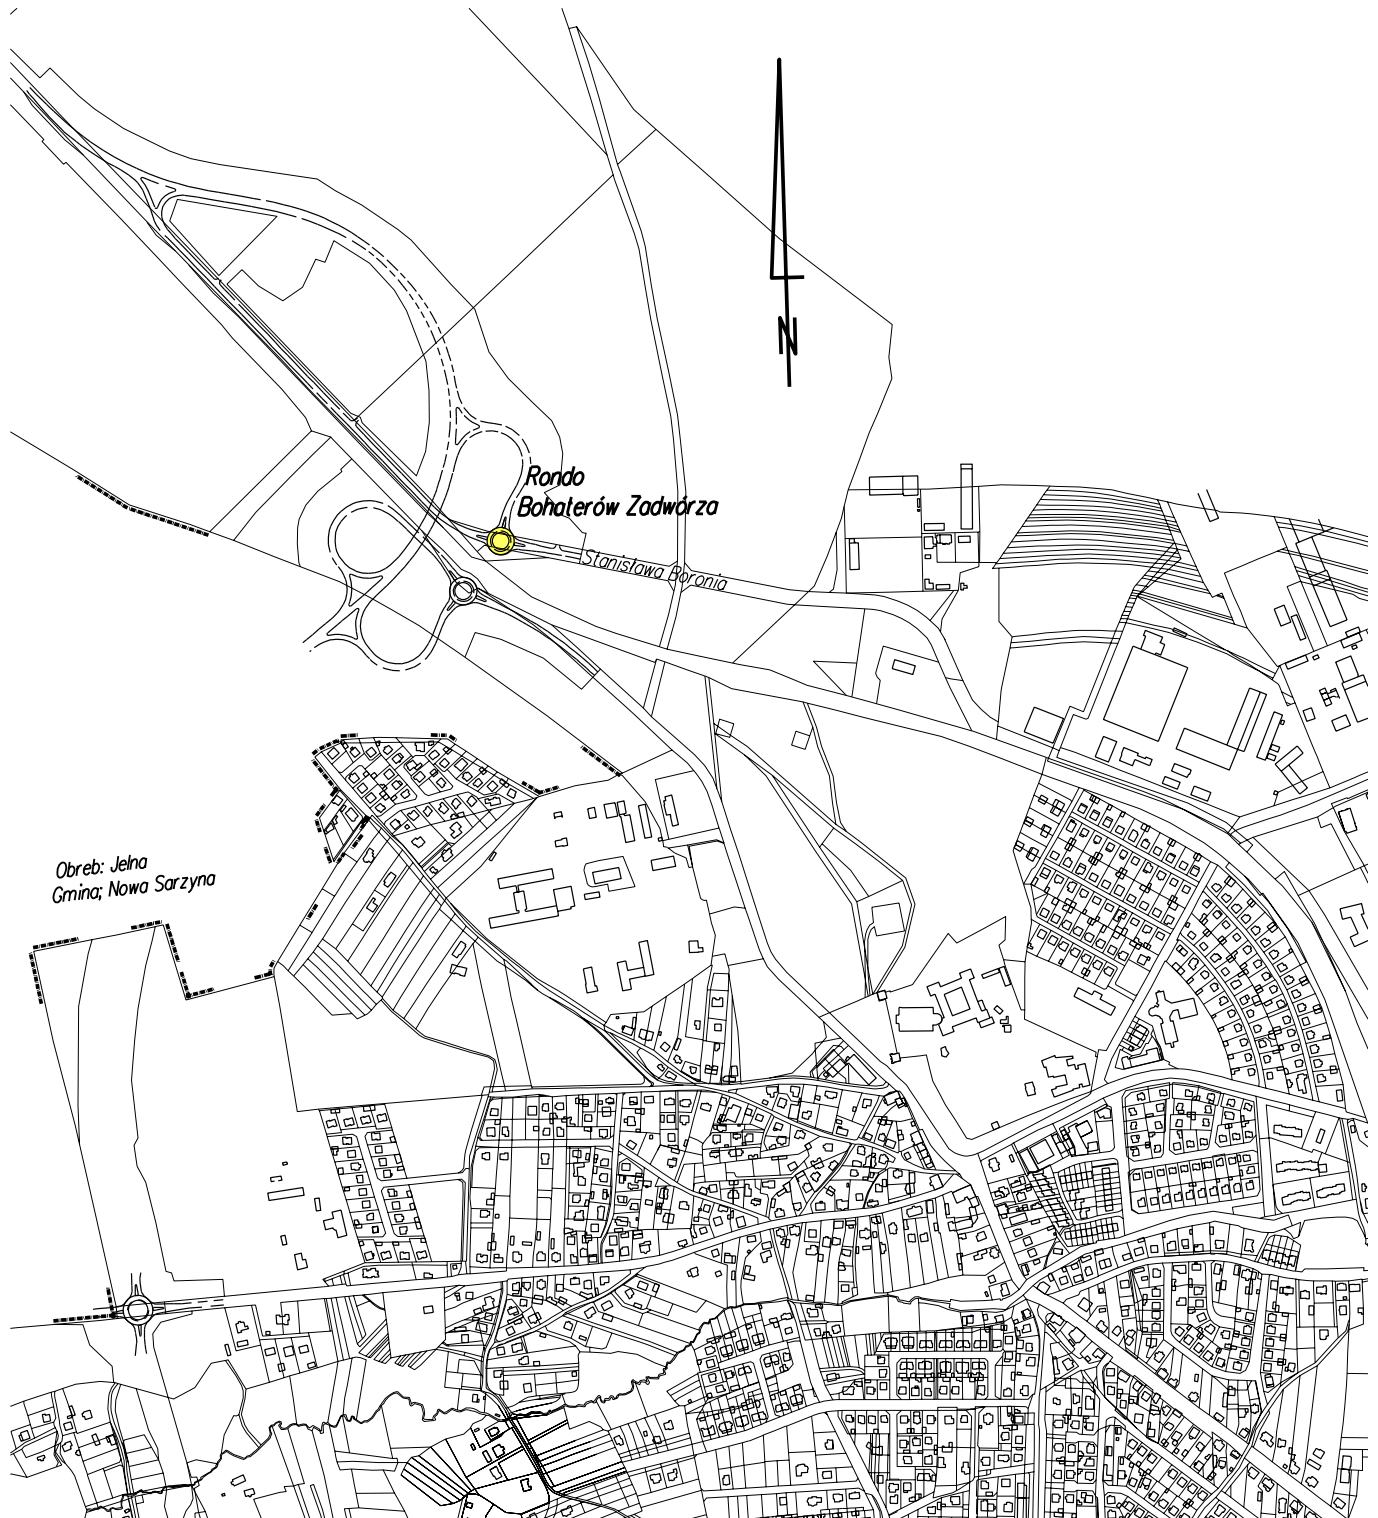 N
Rondo
Bohaterów Zadwórza
Stanisława Boronia
Obreb: Jelna
Gmina; Nowa Sarzyna